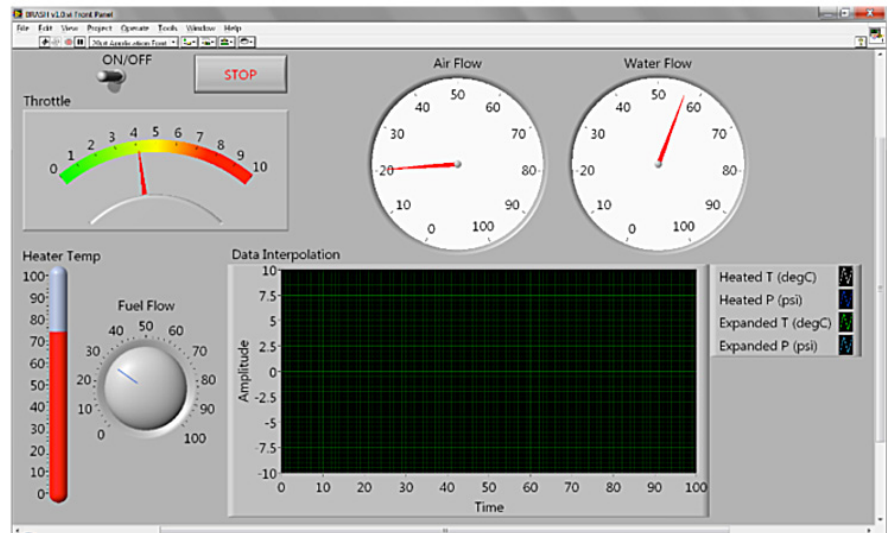 BRASH v1.0.vi Front Panel
File Edit View Project Operate Tools Window Help
20pt Application Font
ON/OFF
STOP
Throttle
0 1 2 3 4 5 6 7 8 9 10
Air Flow
0 10 20 30 40 50 60 70 80 90 100
Water Flow
0 10 20 30 40 50 60 70 80 90 100
Heater Temp
100
90
80
70
60
50
40
30
20
10
0
Fuel Flow
0 10 20 30 40 50 60 70 80 90 100
Data Interpolation
Amplitude
10
7.5
5
2.5
0
-2.5
-5
-7.5
-10
0 10 20 30 40 50 60 70 80 90 100
Time
Heated T (degC)
Heated P (psi)
Expanded T (degC)
Expanded P (psi)